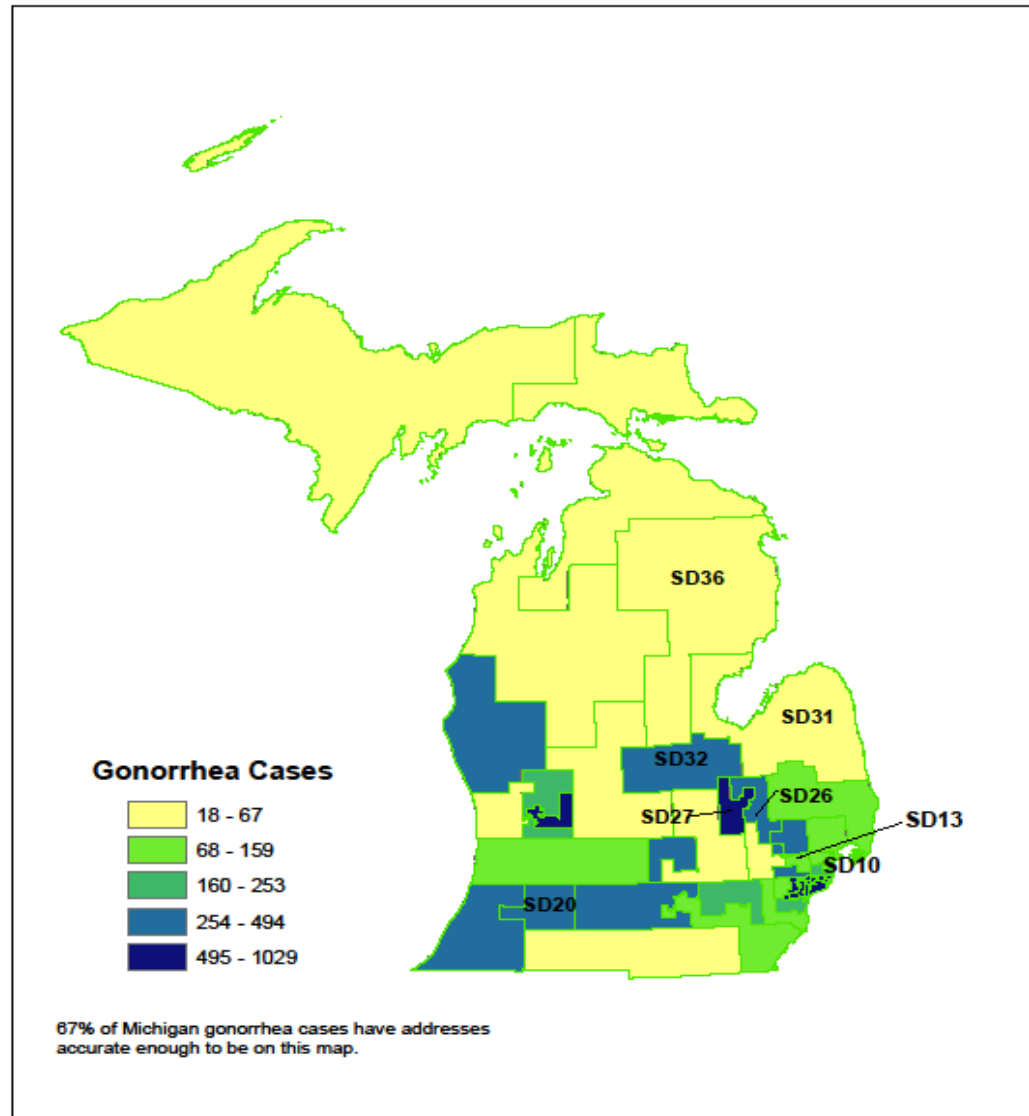 SD36
SD31
SD32
SD26
SD27
SD13
SD10
SD20
Gonorrhea Cases
18 - 67
68 - 159
160 - 253
254 - 494
495 - 1029
67% of Michigan gonorrhea cases have addresses
accurate enough to be on this map.